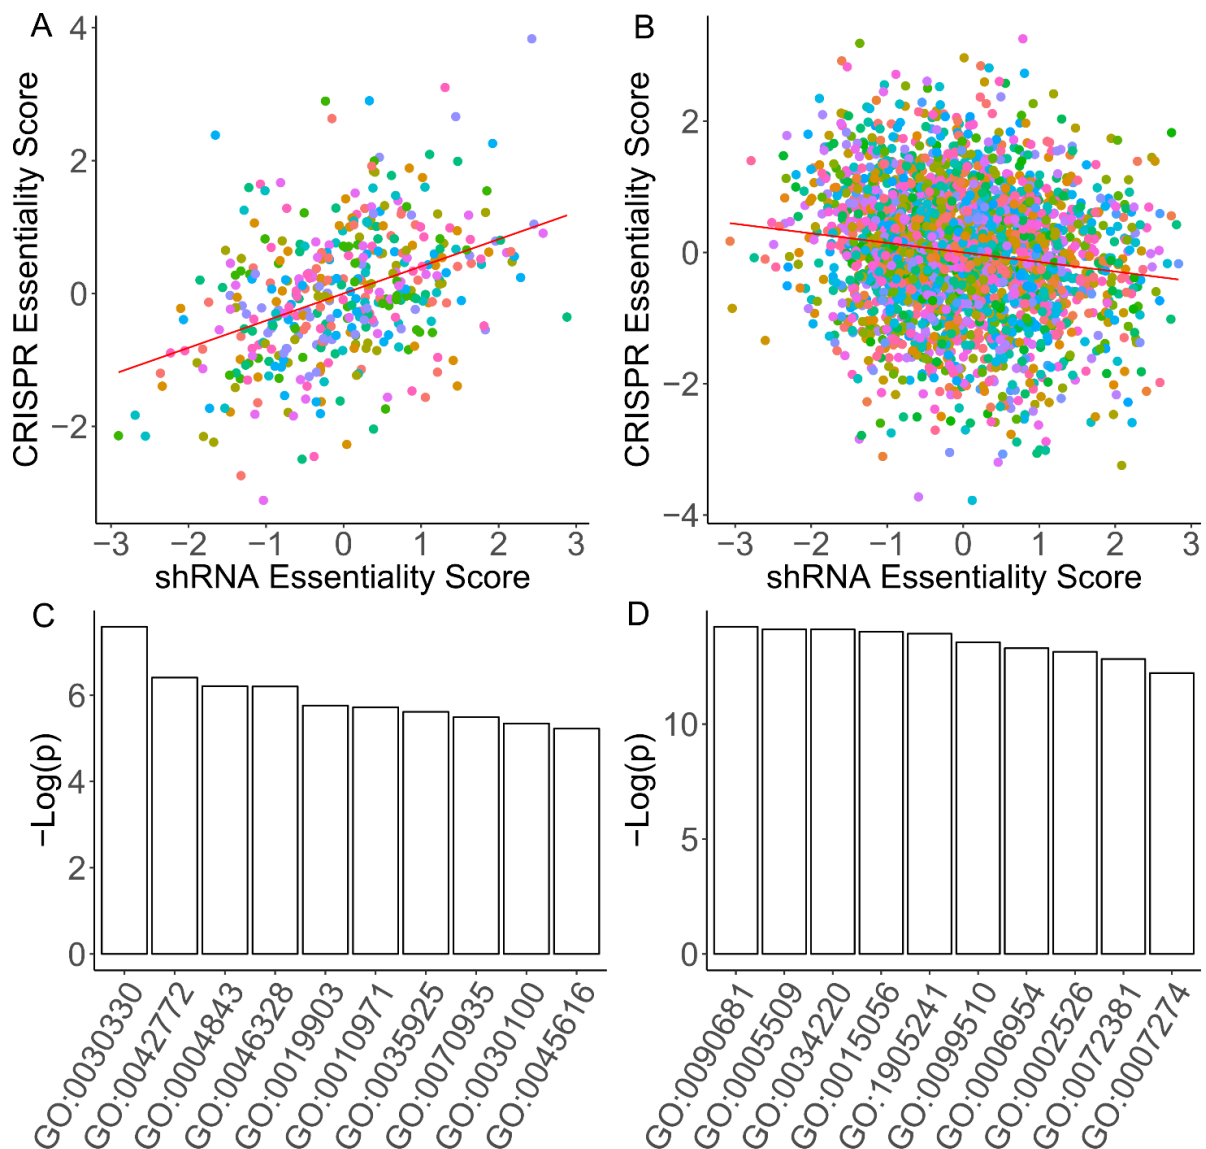 A
4
2
0
−2
CRISPR Essentiality Score
−3 −2 −1 0 1 2 3
shRNA Essentiality Score
B
2
0
−2
−4
CRISPR Essentiality Score
−3 −2 −1 0 1 2 3
shRNA Essentiality Score
C
6
4
2
0
−Log(p)
GO:0030330
GO:0042772
GO:0004843
GO:0046328
GO:0019903
GO:0010971
GO:0035925
GO:0070935
GO:0030100
GO:0045616
D
10
5
0
−Log(p)
GO:0090681
GO:0005509
GO:0034220
GO:0015056
GO:1905241
GO:0099510
GO:0006954
GO:0002526
GO:0072381
GO:0007274